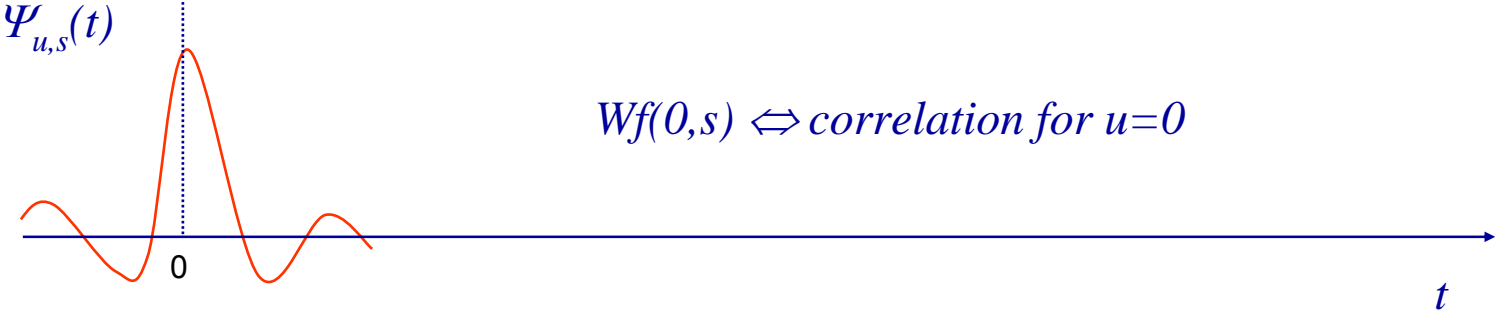 Ψu,s(t)
Wf(0,s) ⇔ correlation for u=0
0
t